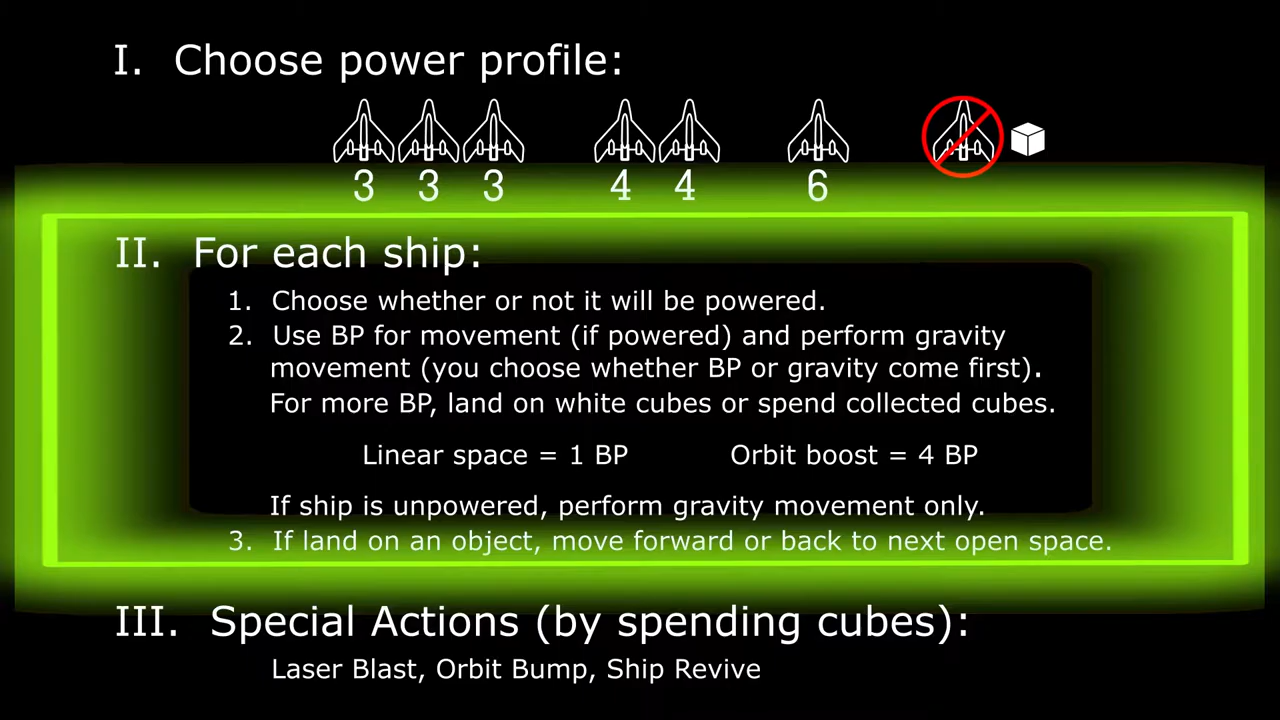 I. Choose power profile:
3 3 3 4 4 6
II. For each ship:
1. Choose whether or not it will be powered.
2. Use BP for movement (if powered) and perform gravity
movement (you choose whether BP or gravity come first).
For more BP, land on white cubes or spend collected cubes.
Linear space = 1 BP Orbit boost = 4 BP
If ship is unpowered, perform gravity movement only.
3. If land on an object, move forward or back to next open space.
III. Special Actions (by spending cubes):
Laser Blast, Orbit Bump, Ship Revive